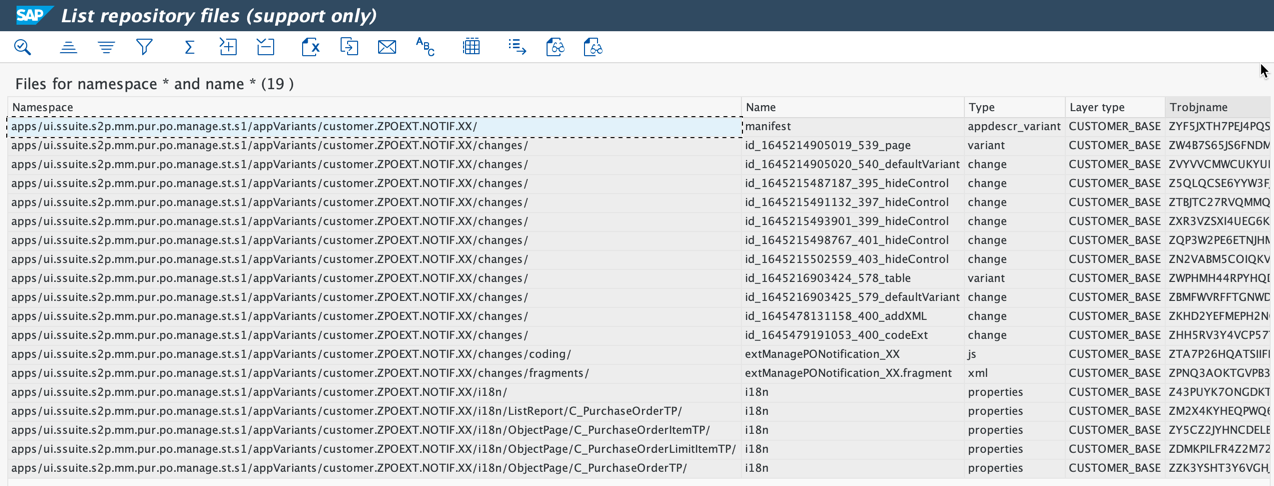 SAP List repository files (support only)
Files for namespace * and name * (19 )
Namespace Name Type Layer type Trobjname
apps/ui.ssuite.s2p.mm.pur.po.manage.st.s1/appVariants/customer.ZPOEXT.NOTIF.XX/ manifest appdescr_variant CUSTOMER_BASE ZYF5JXTH7PEJ4PQS
apps/ui.ssuite.s2p.mm.pur.po.manage.st.s1/appVariants/customer.ZPOEXT.NOTIF.XX/changes/ id_1645214905019_539_page variant CUSTOMER_BASE ZW4B7S65JS6FNDM
apps/ui.ssuite.s2p.mm.pur.po.manage.st.s1/appVariants/customer.ZPOEXT.NOTIF.XX/changes/ id_1645214905020_540_defaultVariant change CUSTOMER_BASE ZVYVVCMWCUKYUI
apps/ui.ssuite.s2p.mm.pur.po.manage.st.s1/appVariants/customer.ZPOEXT.NOTIF.XX/changes/ id_1645215487187_395_hideControl change CUSTOMER_BASE Z5QLQCSE6YYW3F
apps/ui.ssuite.s2p.mm.pur.po.manage.st.s1/appVariants/customer.ZPOEXT.NOTIF.XX/changes/ id_1645215491132_397_hideControl change CUSTOMER_BASE ZTBJTC27RVQMMQ
apps/ui.ssuite.s2p.mm.pur.po.manage.st.s1/appVariants/customer.ZPOEXT.NOTIF.XX/changes/ id_1645215493901_399_hideControl change CUSTOMER_BASE ZXR3VZSXI4UEG6K
apps/ui.ssuite.s2p.mm.pur.po.manage.st.s1/appVariants/customer.ZPOEXT.NOTIF.XX/changes/ id_1645215498767_401_hideControl change CUSTOMER_BASE ZQP3W2PE6ETNJHM
apps/ui.ssuite.s2p.mm.pur.po.manage.st.s1/appVariants/customer.ZPOEXT.NOTIF.XX/changes/ id_1645215502559_403_hideControl change CUSTOMER_BASE ZN2VABM5COIQKV
apps/ui.ssuite.s2p.mm.pur.po.manage.st.s1/appVariants/customer.ZPOEXT.NOTIF.XX/changes/ id_1645216903424_578_table variant CUSTOMER_BASE ZWPHMH44RPYHQD
apps/ui.ssuite.s2p.mm.pur.po.manage.st.s1/appVariants/customer.ZPOEXT.NOTIF.XX/changes/ id_1645216903425_579_defaultVariant change CUSTOMER_BASE ZBMFWVRFFTGNWD
apps/ui.ssuite.s2p.mm.pur.po.manage.st.s1/appVariants/customer.ZPOEXT.NOTIF.XX/changes/ id_1645478131158_400_addXML change CUSTOMER_BASE ZKHD2YEFMEPH2N
apps/ui.ssuite.s2p.mm.pur.po.manage.st.s1/appVariants/customer.ZPOEXT.NOTIF.XX/changes/ id_1645479191053_400_codeExt change CUSTOMER_BASE ZHH5RV3Y4VCP57
apps/ui.ssuite.s2p.mm.pur.po.manage.st.s1/appVariants/customer.ZPOEXT.NOTIF.XX/changes/coding/ extManagePONotification_XX js CUSTOMER_BASE ZTA7P26HQATSIIF
apps/ui.ssuite.s2p.mm.pur.po.manage.st.s1/appVariants/customer.ZPOEXT.NOTIF.XX/changes/fragments/ extManagePONotification_XX.fragment xml CUSTOMER_BASE ZPNQ3AOKTGVPB3
apps/ui.ssuite.s2p.mm.pur.po.manage.st.s1/appVariants/customer.ZPOEXT.NOTIF.XX/i18n/ i18n properties CUSTOMER_BASE Z43PUYK7ONGDKT
apps/ui.ssuite.s2p.mm.pur.po.manage.st.s1/appVariants/customer.ZPOEXT.NOTIF.XX/i18n/ListReport/C_PurchaseOrderTP/ i18n properties CUSTOMER_BASE ZM2X4KYHEQPWQ6
apps/ui.ssuite.s2p.mm.pur.po.manage.st.s1/appVariants/customer.ZPOEXT.NOTIF.XX/i18n/ObjectPage/C_PurchaseOrderItemTP/ i18n properties CUSTOMER_BASE ZY5CZ2JYHNCDELE
apps/ui.ssuite.s2p.mm.pur.po.manage.st.s1/appVariants/customer.ZPOEXT.NOTIF.XX/i18n/ObjectPage/C_PurchaseOrderLimitItemTP/ i18n properties CUSTOMER_BASE ZDMKPILFR4Z2M72
apps/ui.ssuite.s2p.mm.pur.po.manage.st.s1/appVariants/customer.ZPOEXT.NOTIF.XX/i18n/ObjectPage/C_PurchaseOrderTP/ i18n properties CUSTOMER_BASE ZZK3YSHT3Y6VGH